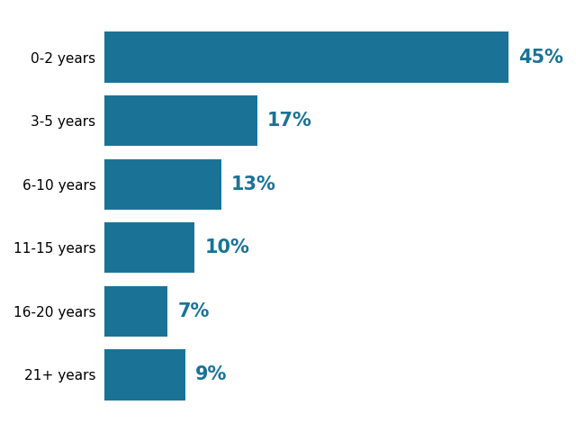 0-2 years 45%
3-5 years 17%
6-10 years 13%
11-15 years 10%
16-20 years 7%
21+ years 9%